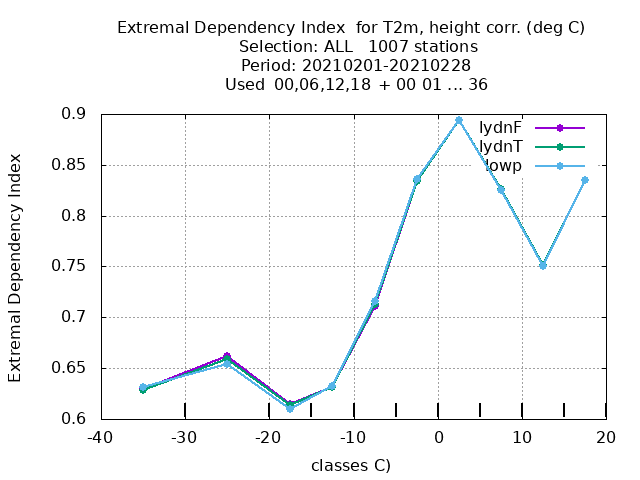 Extremal Dependency Index  for T2m, height corr. (deg C)
Selection: ALL   1007 stations
Period: 20210201-20210228
Used  00,06,12,18  + 00 01 ... 36
Extremal Dependency Index
0.9
0.85
0.8
0.75
0.7
0.65
0.6
lydnF
lydnT
lowp
-40
-30
-20
-10
0
10
20
classes C)